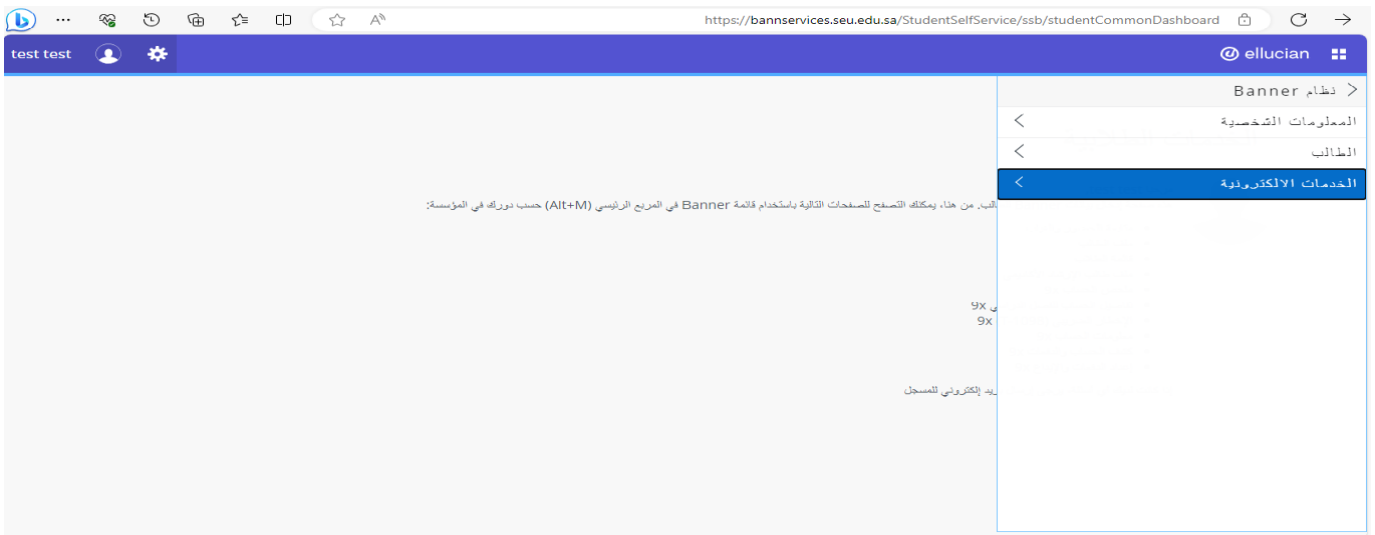 https://bannservices.seu.edu.sa/StudentSelfService/ssb/studentCommonDashboard
ellucian
test test
نظام Banner
المعلومات الشخصية
الطالب
الخدمات الالكترونية
من هنا، يمكنك التصفح للصفحات التالية باستخدام قائمة Banner في المربع الرئيسي (Alt+M) حسب دورك في المؤسسة:
9x
9x
إلكتروني للمسجل